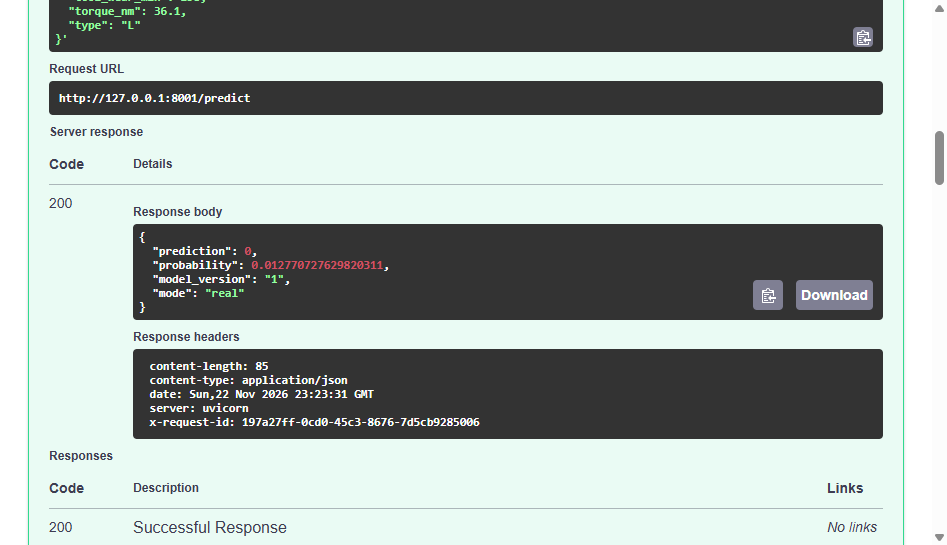 "torque_nm": 36.1,
"type": "L"
}'
Request URL
http://127.0.0.1:8001/predict
Server response
Code Details
200
Response body
{
"prediction": 0,
"probability": 0.012770727629820311,
"model_version": "1",
"mode": "real"
}
Download
Response headers
content-length: 85
content-type: application/json
date: Sun,22 Nov 2026 23:23:31 GMT
server: uvicorn
x-request-id: 197a27ff-0cd0-45c3-8676-7d5cb9285006
Responses
Code Description Links
200 Successful Response No links